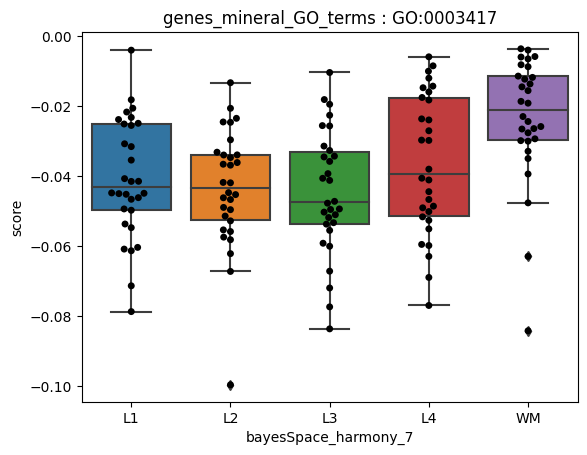 genes_mineral_GO_terms : GO:0003417
0.00
−0.02
−0.04
−0.06
−0.08
−0.10
score
L1 L2 L3 L4 WM
bayesSpace_harmony_7